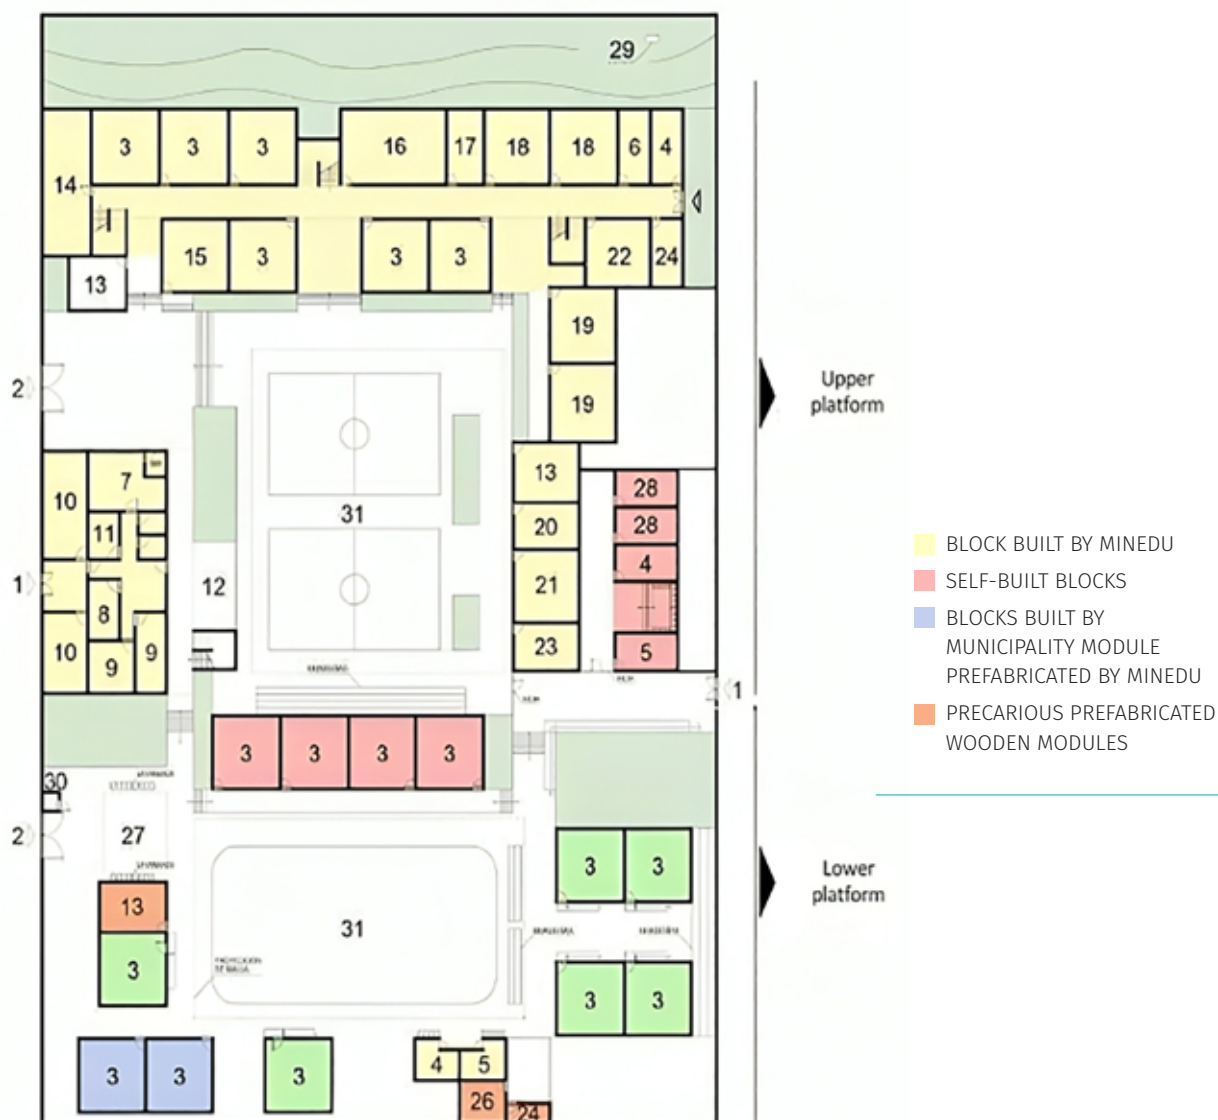 29
3 3 3 16 17 18 18 6 4
14
15 3 3 3 22 24
13
19
2
Upper
platform
19
10 7 13 28
31
11 20 28
4
1 12 21
8
10 9 9 23 5
1
3 3 3 3
30
2 27
3 3
Lower
platform
13
31
3
3 3
3 3 3 4 5
26
24
BLOCK BUILT BY MINEDU
SELF-BUILT BLOCKS
BLOCKS BUILT BY
MUNICIPALITY MODULE
PREFABRICATED BY MINEDU
PRECARIOUS PREFABRICATED
WOODEN MODULES